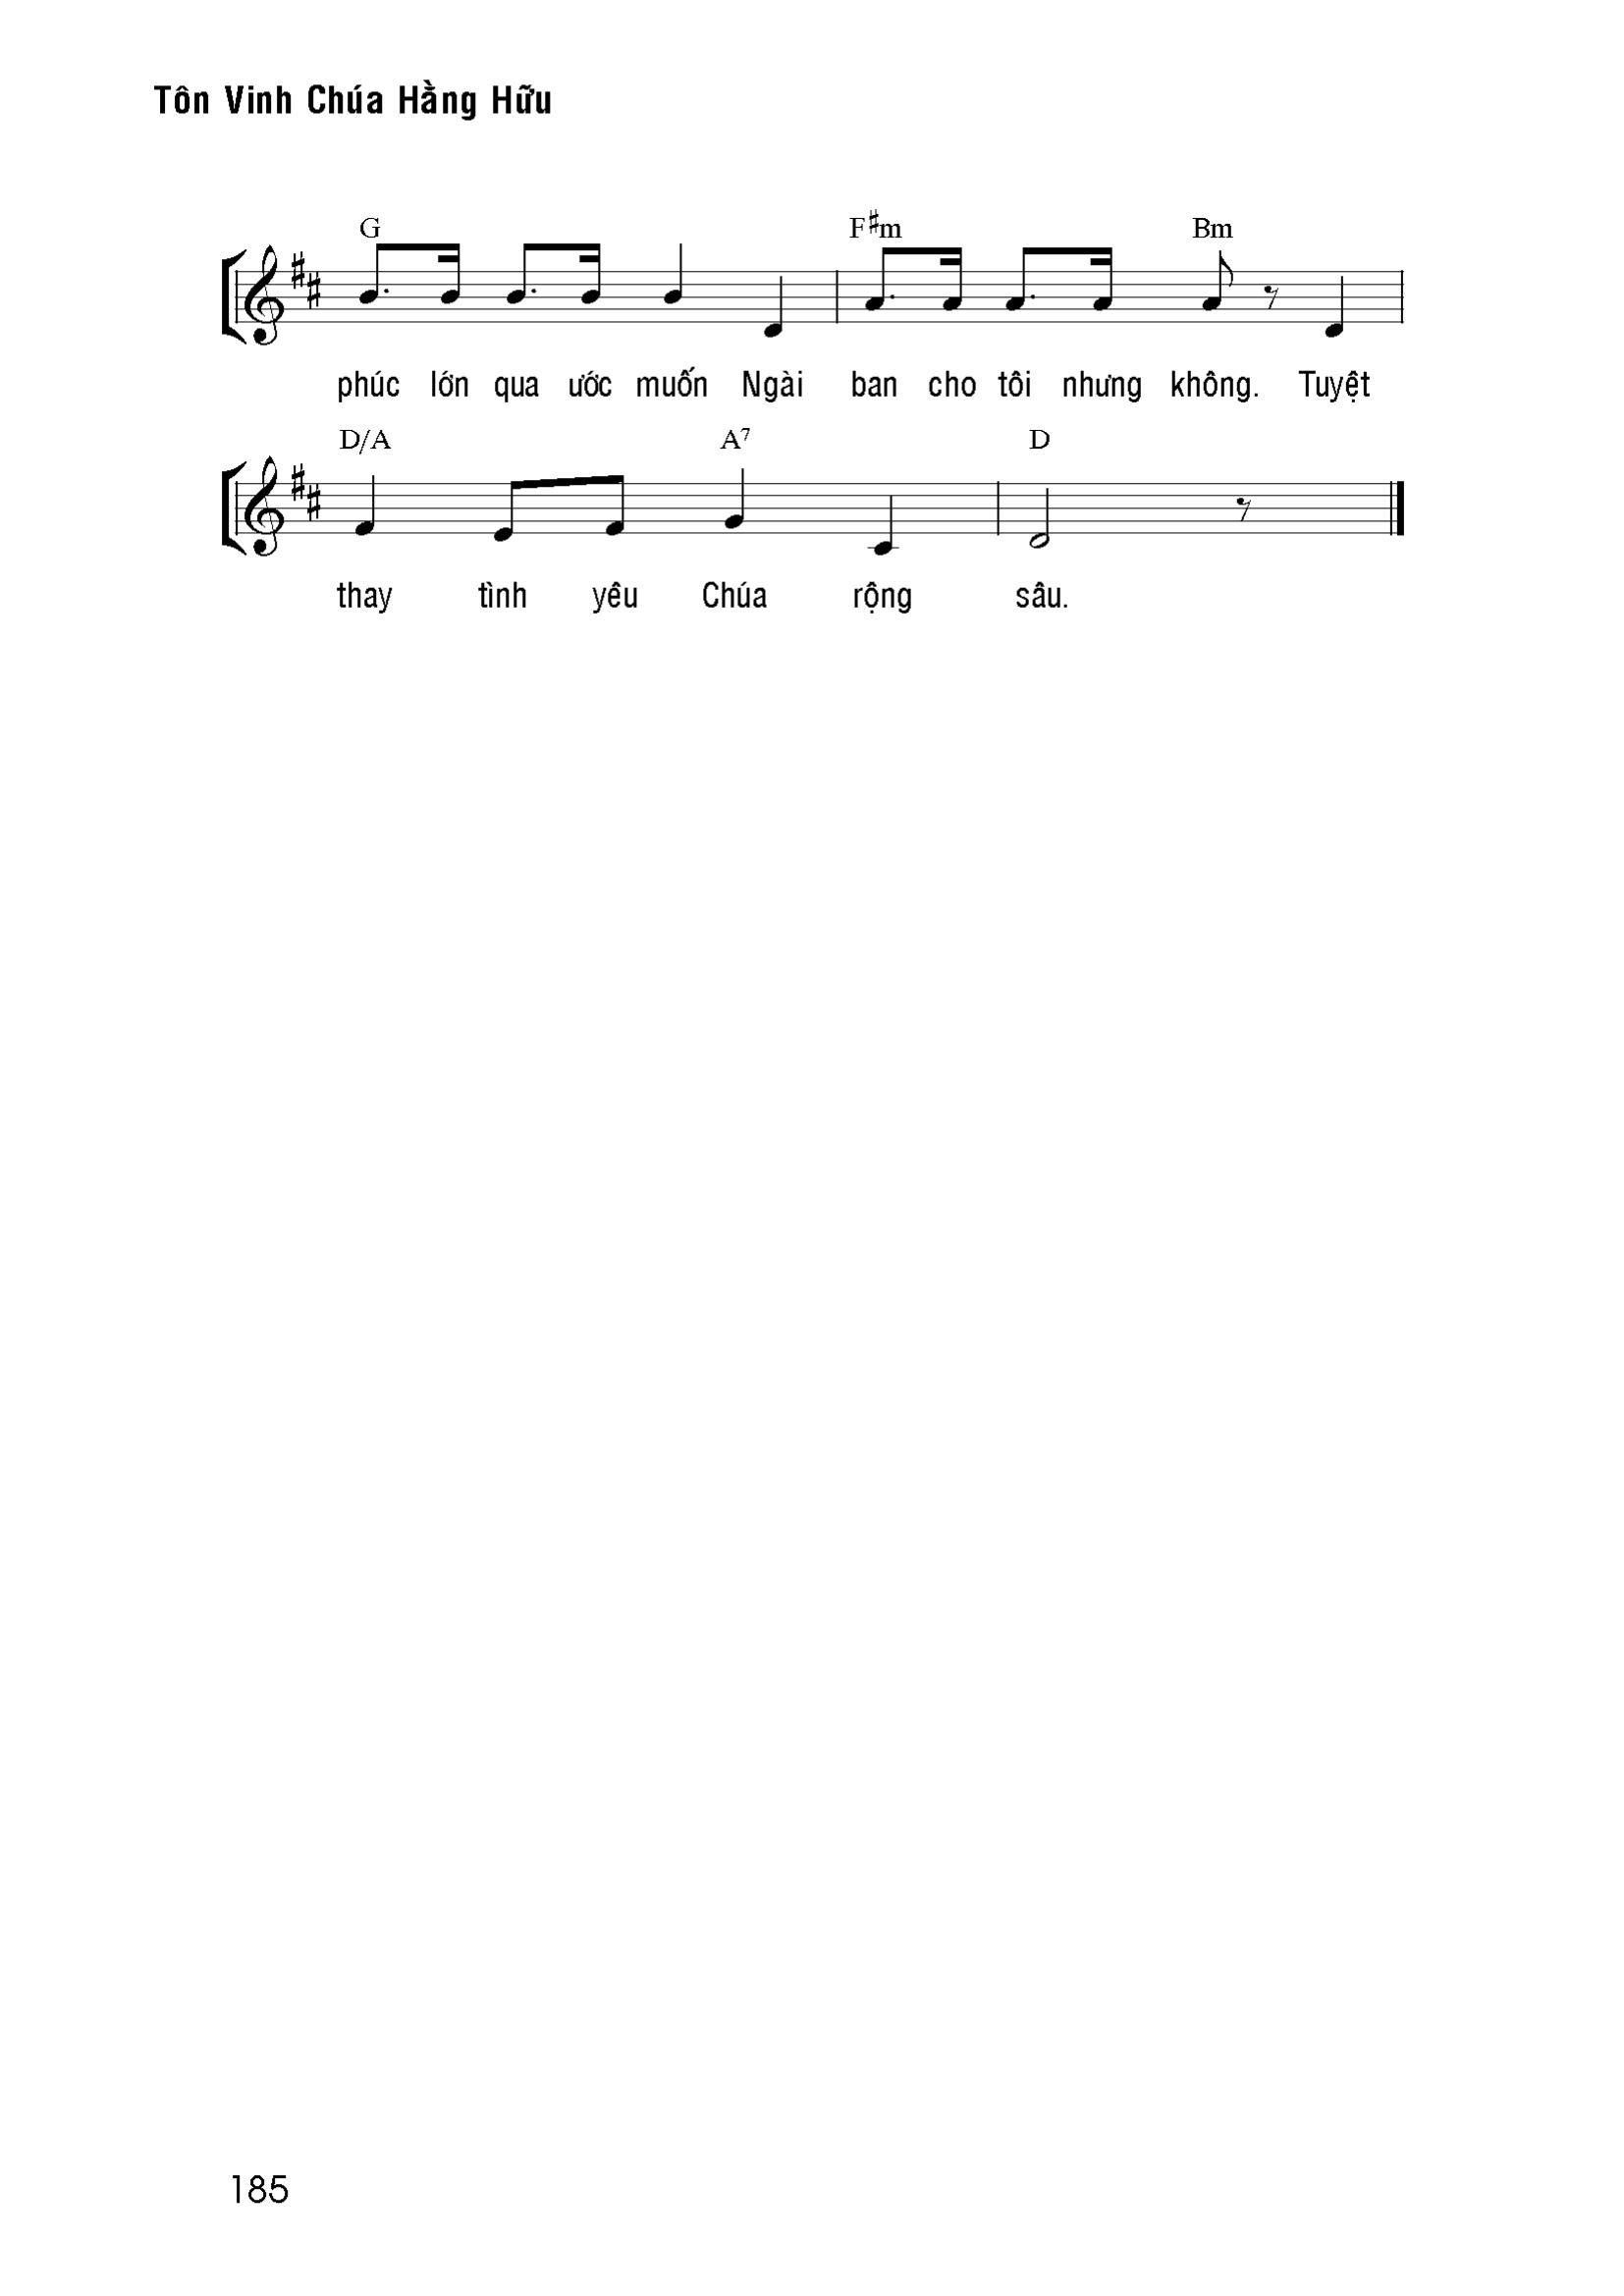 Tôn Vinh Chúa Hằng Hữu
G F♯m Bm
phúc lớn qua ước muốn Ngài ban cho tôi nhưng không. Tuyệt
D/A A7 D
thay tình yêu Chúa rộng sâu.
185